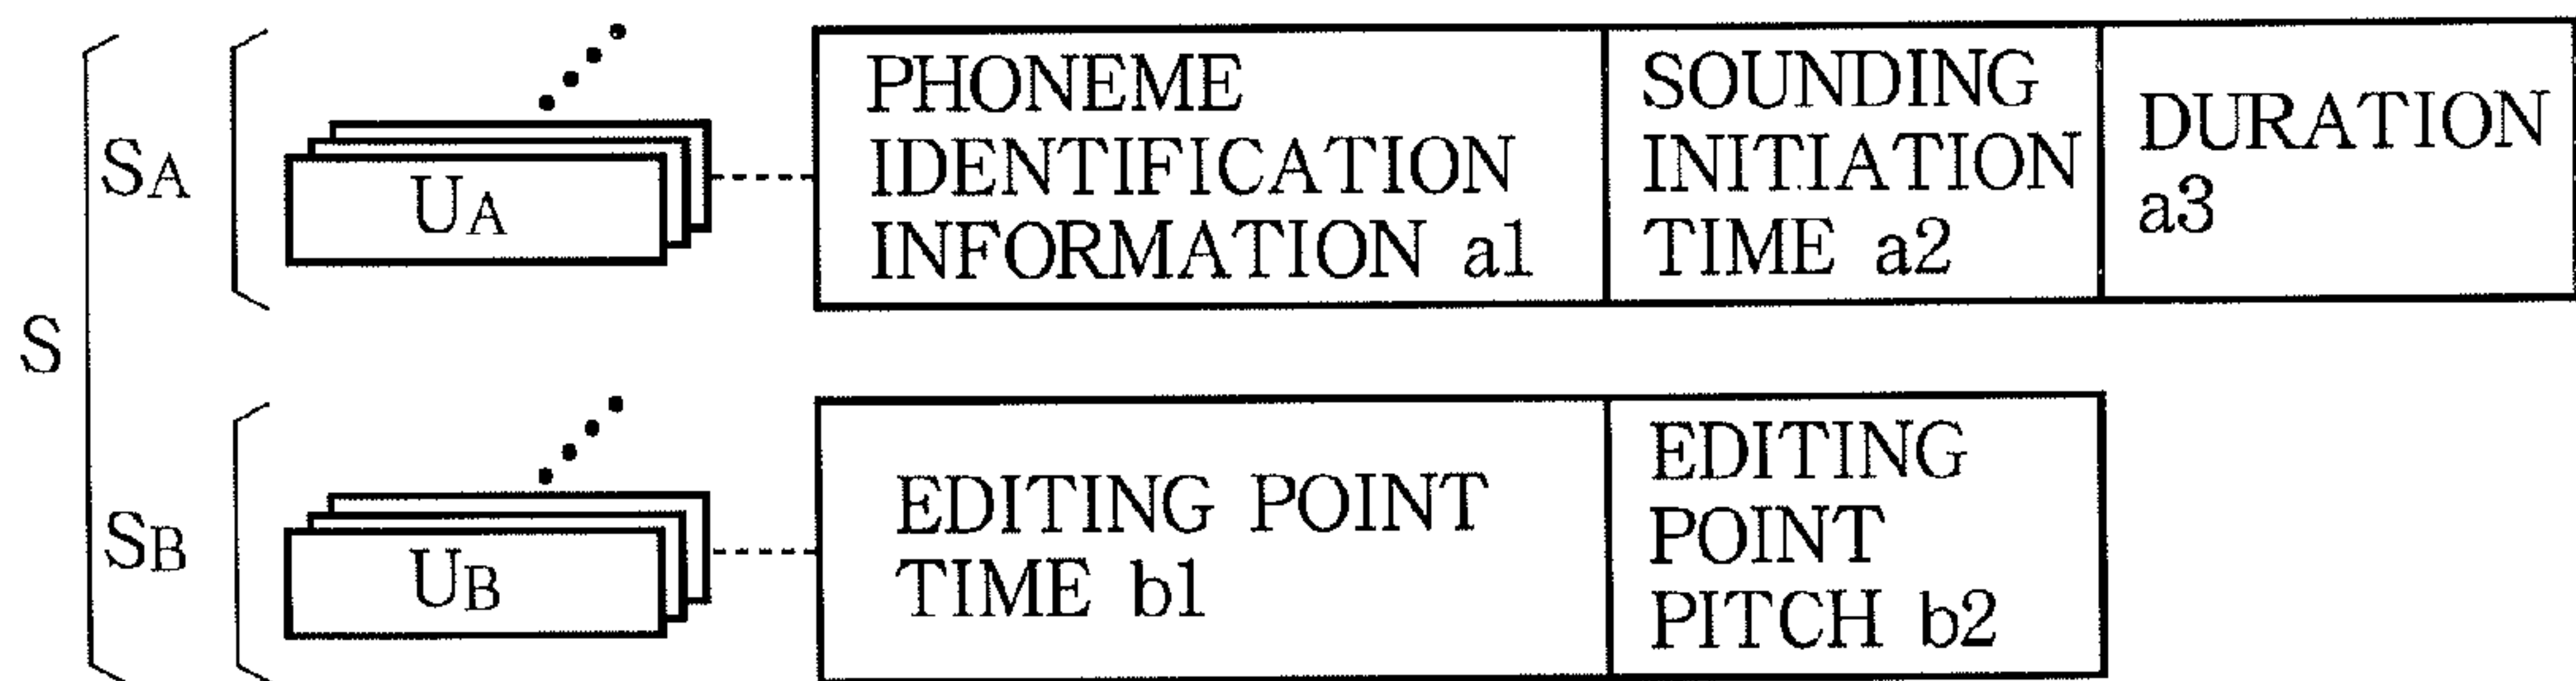 S
SA
UA
PHONEME
IDENTIFICATION
INFORMATION a1
SOUNDING
INITIATION
TIME a2
DURATION
a3
SB
UB
EDITING POINT
TIME b1
EDITING
POINT
PITCH b2